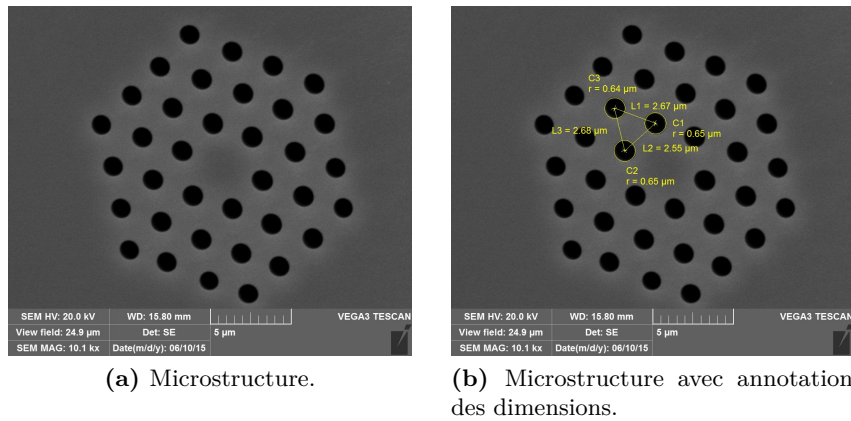 SEM HV: 20.0 kV
WD: 15.80 mm
VEGA3 TESCAN
View field: 24.9 µm
Det: SE
5 µm
SEM MAG: 10.1 kx
Date(m/d/y): 06/10/15
(a) Microstructure.
C3
r = 0.64 µm
L1 = 2.67 µm
C1
r = 0.65 µm
L3 = 2.68 µm
L2 = 2.55 µm
C2
r = 0.65 µm
SEM HV: 20.0 kV
WD: 15.80 mm
VEGA3 TESCAN
View field: 24.9 µm
Det: SE
5 µm
SEM MAG: 10.1 kx
Date(m/d/y): 06/10/15
(b) Microstructure avec annotation
des dimensions.